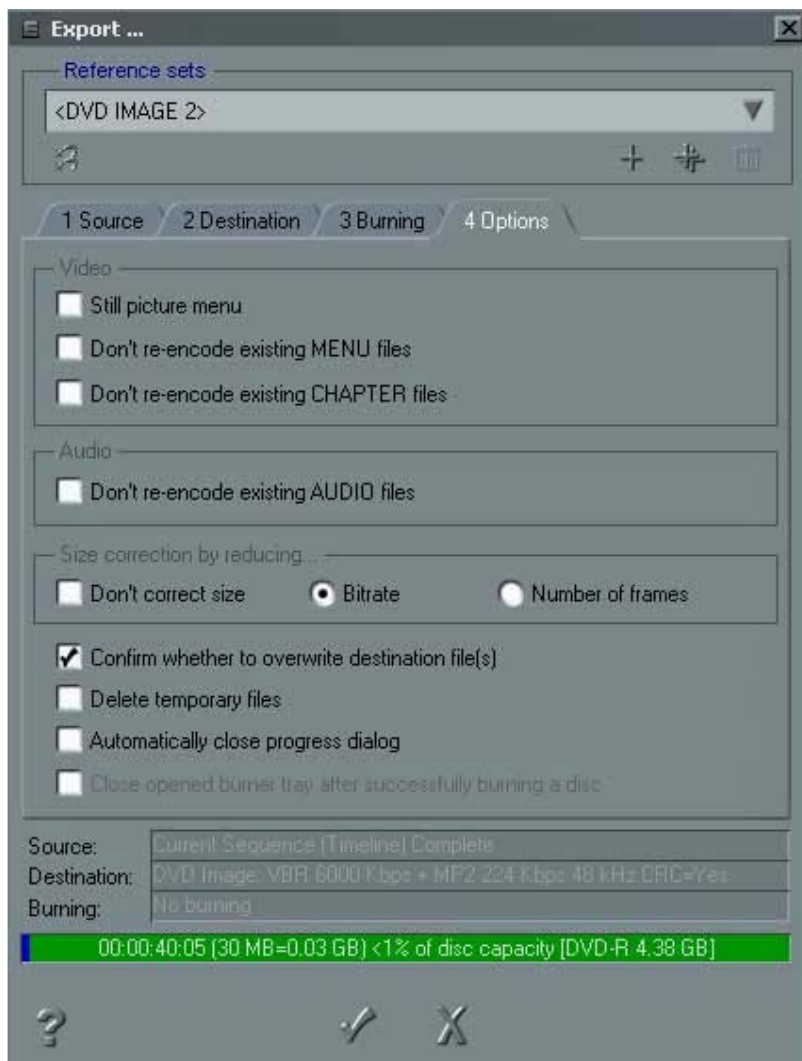 Export ...
Reference sets
<DVD IMAGE 2>
1 Source 2 Destination 3 Burning 4 Options
Video
Still picture menu
Don't re-encode existing MENU files
Don't re-encode existing CHAPTER files
Audio
Don't re-encode existing AUDIO files
Size correction by reducing...
Don't correct size Bitrate Number of frames
Confirm whether to overwrite destination file(s)
Delete temporary files
Automatically close progress dialog
Close opened burner tray after successfully burning a disc
Source: Current Sequence (Timeline) Complete
Destination: DVD Image: VBR 6000 Kbps + MP2 224 Kbps 48 kHz CRC=Yes
Burning: No burning
00:00:40:05 (30 MB=0.03 GB) <1% of disc capacity [DVD-R 4.38 GB]